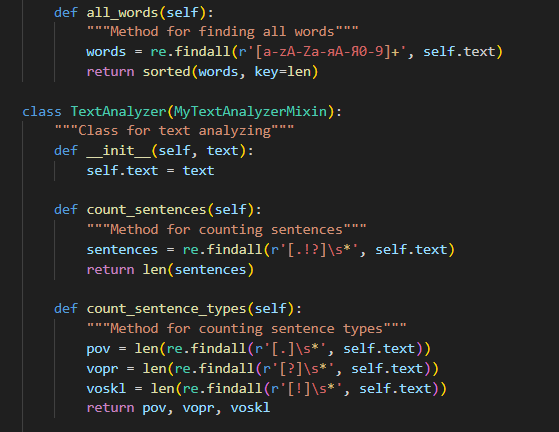 def all_words(self):
"""Method for finding all words"""
words = re.findall(r'[a-zA-Zа-яА-Я0-9]+', self.text)
return sorted(words, key=len)
class TextAnalyzer(MyTextAnalyzerMixin):
"""Class for text analyzing"""
def __init__(self, text):
self.text = text
def count_sentences(self):
"""Method for counting sentences"""
sentences = re.findall(r'[.!?]\s*', self.text)
return len(sentences)
def count_sentence_types(self):
"""Method for counting sentence types"""
pov = len(re.findall(r'[.]\s*', self.text))
vopr = len(re.findall(r'[?]\s*', self.text))
voskl = len(re.findall(r'[!]\s*', self.text))
return pov, vopr, voskl